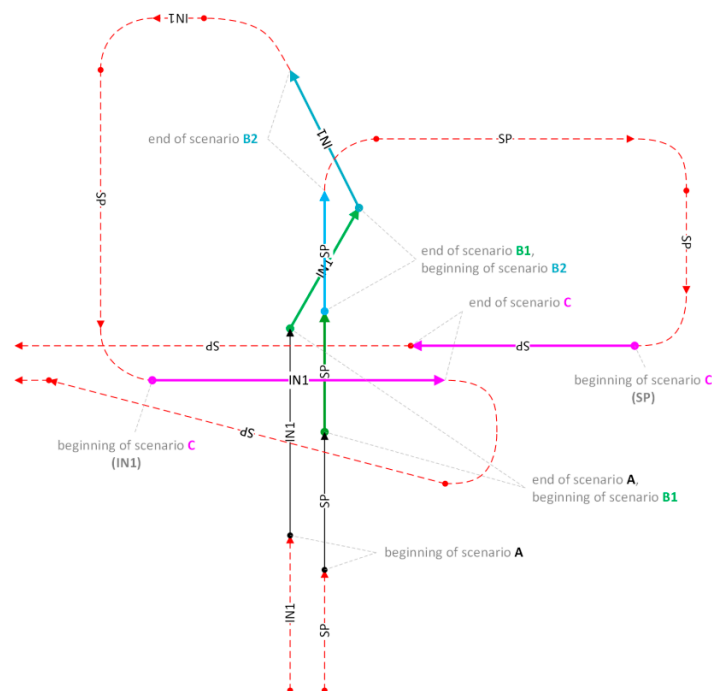 IN1
SP
end of scenario B2
IN1
SP
SP
SP
end of scenario B1,
beginning of scenario B2
IN1
end of scenario C
SP
SP
beginning of scenario C
(SP)
SP
IN1
beginning of scenario C
(IN1)
SP
IN1
end of scenario A,
beginning of scenario B1
SP
beginning of scenario A
IN1
SP